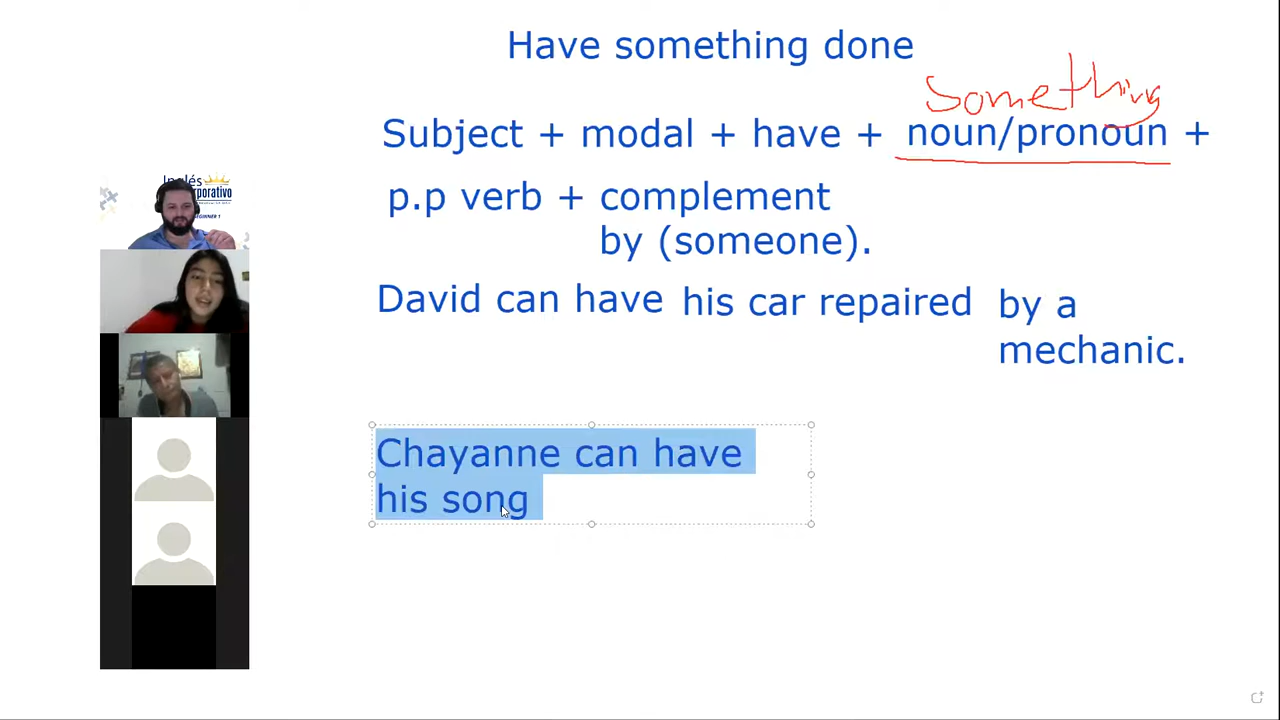 Have something done
something
Subject + modal + have + noun/pronoun +
p.p verb + complement
by (someone).
David can have his car repaired by a
mechanic.
Chayanne can have
his song
Inglés